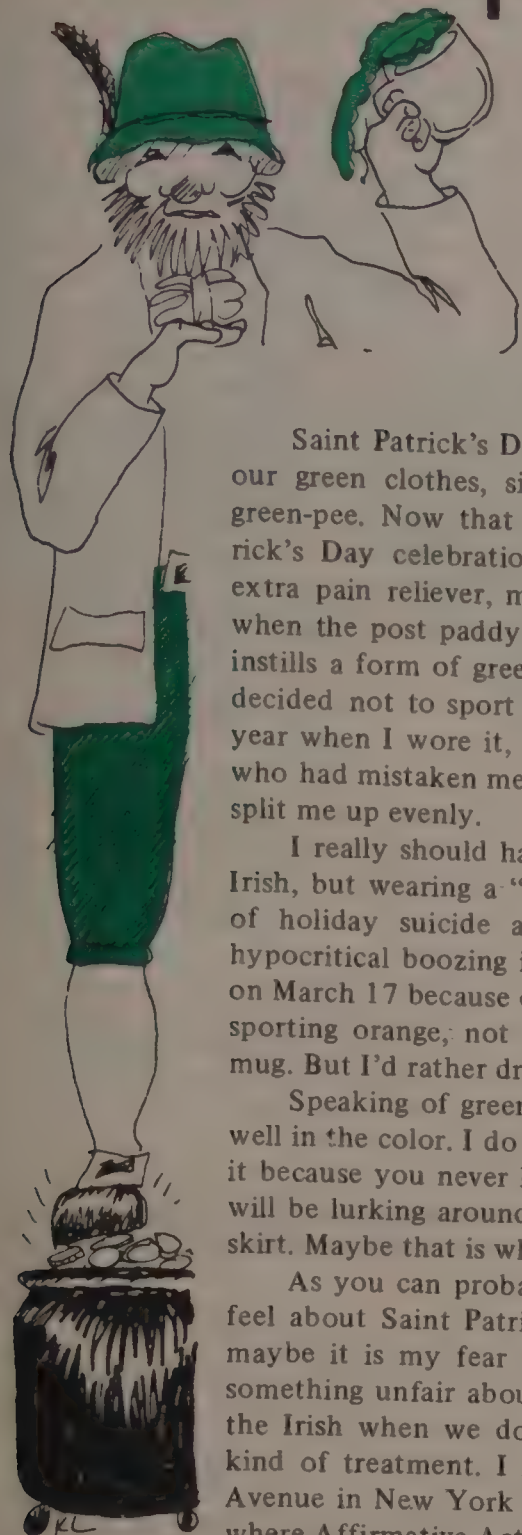 Saint Patrick's D
our green clothes, si
green-pee. Now that
rick's Day celebratio
extra pain reliever, m
when the post paddy
instills a form of gree
decided not to sport
year when I wore it,
who had mistaken me
split me up evenly.
I really should ha
Irish, but wearing a "
of holiday suicide a
hypocritical boozing i
on March 17 because
sporting orange, not
mug. But I'd rather dr
Speaking of green
well in the color. I do
it because you never
will be lurking around
skirt. Maybe that is wh
As you can proba
feel about Saint Patri
maybe it is my fear
something unfair abou
the Irish when we do
kind of treatment. I
Avenue in New York
where Affirmative Ac
KL